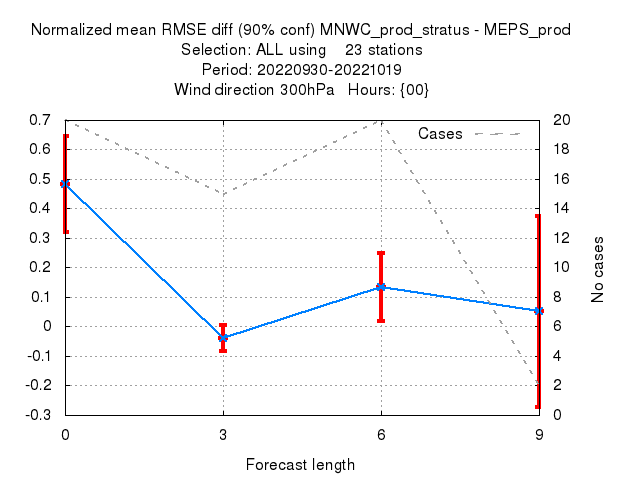 Normalized mean RMSE diff (90% conf) MNWC_prod_stratus - MEPS_prod
Selection: ALL using    23 stations
Period: 20220930-20221019
Wind direction 300hPa   Hours: {00}
Cases
0.7
0.6
0.5
0.4
0.3
0.2
0.1
0
-0.1
-0.2
-0.3
20
18
16
14
12
10
8
6
4
2
0
No cases
0 3 6 9
Forecast length